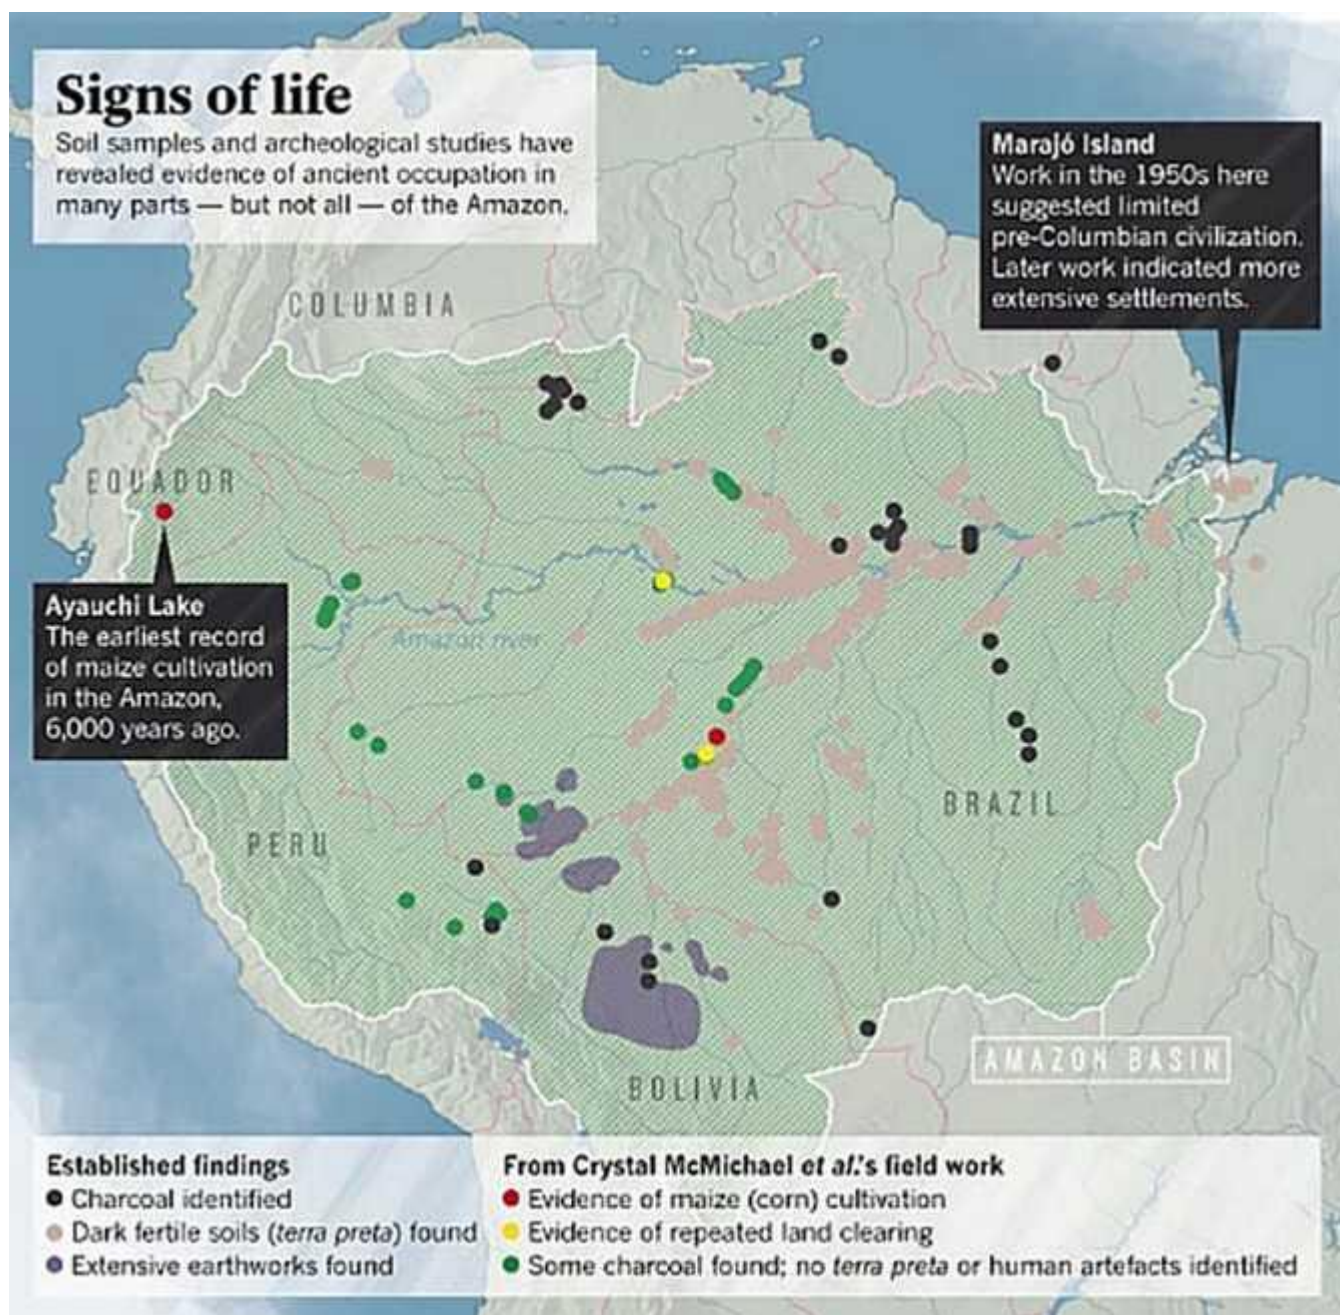 Signs of life
Soil samples and archeological studies have
revealed evidence of ancient occupation in
many parts — but not all — of the Amazon.
Marajó Island
Work in the 1950s here
suggested limited
pre-Columbian civilization.
Later work indicated more
extensive settlements.
COLUMBIA
EQUADOR
Ayauchi Lake
The earliest record
of maize cultivation
in the Amazon,
6,000 years ago.
Amazon river
BRAZIL
PERU
AMAZON BASIN
BOLIVIA
Established findings
Charcoal identified
Dark fertile soils (terra preta) found
Extensive earthworks found
From Crystal McMichael et al.'s field work
Evidence of maize (corn) cultivation
Evidence of repeated land clearing
Some charcoal found; no terra preta or human artefacts identified